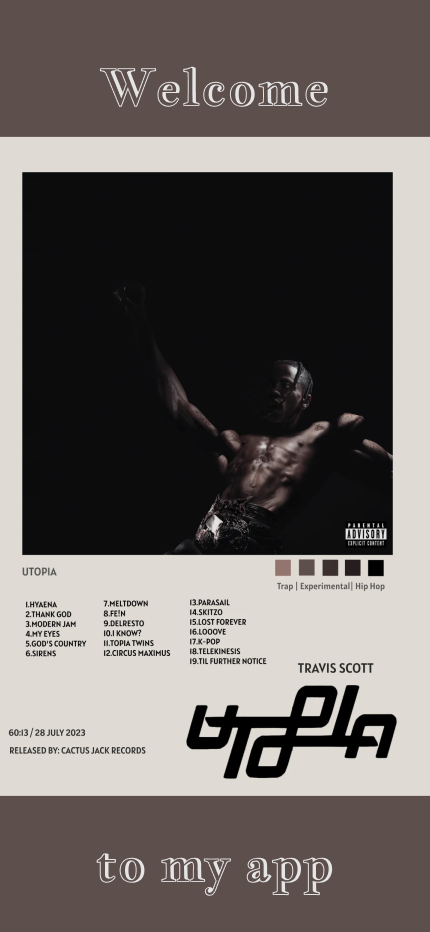 Welcome
PARENTAL
ADVISORY
EXPLICIT CONTENT
UTOPIA
Trap | Experimental| Hip Hop
1.HYAENA
2.THANK GOD
3.MODERN JAM
4.MY EYES
5.GOD'S COUNTRY
6.SIRENS
7.MELTDOWN
8.FE!N
9.DELRESTO
10.I KNOW?
11.TOPIA TWINS
12.CIRCUS MAXIMUS
13.PARASAIL
14.SKITZO
15.LOST FOREVER
16.LOOOVE
17.K-POP
18.TELEKINESIS
19.TIL FURTHER NOTICE
TRAVIS SCOTT
UTOPIA
60:13 / 28 JULY 2023
RELEASED BY: CACTUS JACK RECORDS
to my app